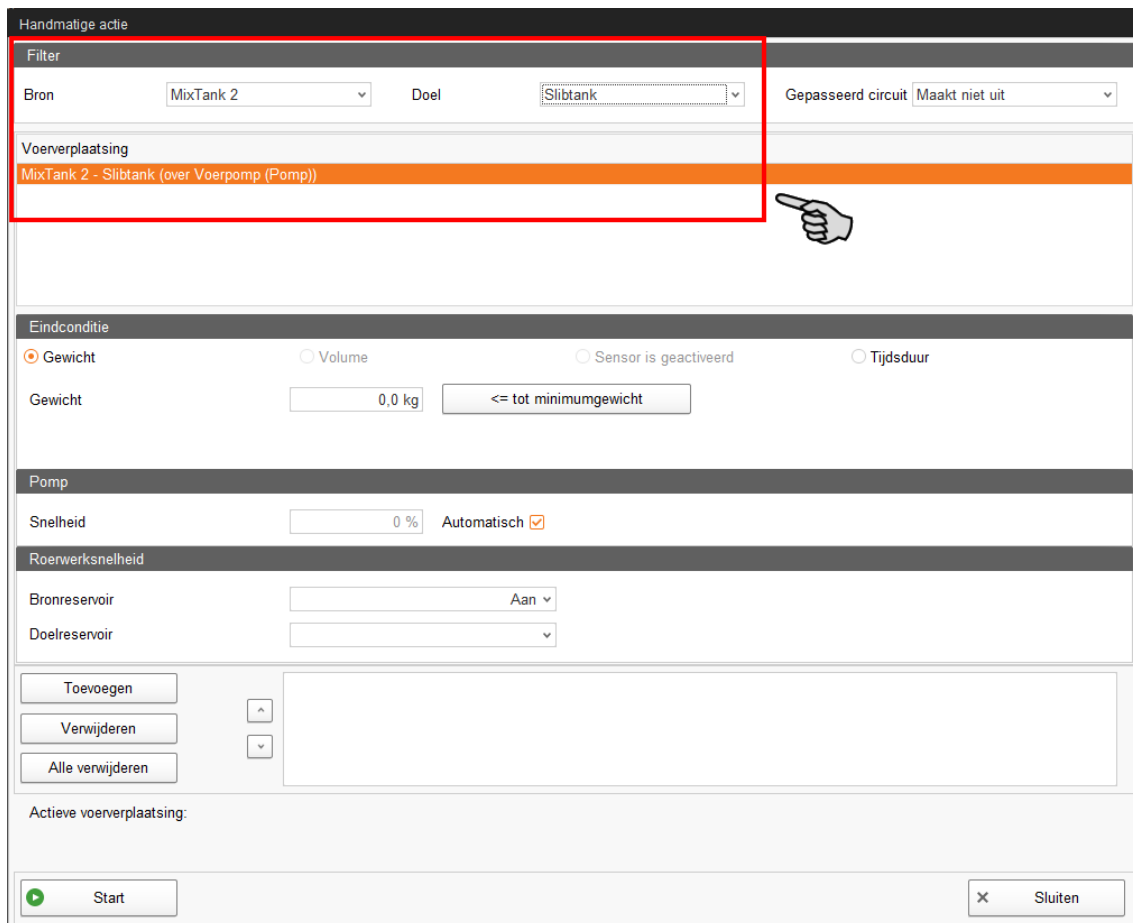 Handmatige actie
Filter
Bron MixTank 2 Doel Slibtank Gepasseerd circuit Maakt niet uit
Voerverplaatsing
MixTank 2 - Slibtank (over Voerpomp (Pomp))
Eindconditie
Gewicht Volume Sensor is geactiveerd Tijdsduur
Gewicht 0,0 kg <= tot minimumgewicht
Pomp
Snelheid 0 % Automatisch
Roerwerksnelheid
Bronreservoir Aan
Doelreservoir
Toevoegen
Verwijderen
Alle verwijderen
Actieve voerverplaatsing:
Start Sluiten